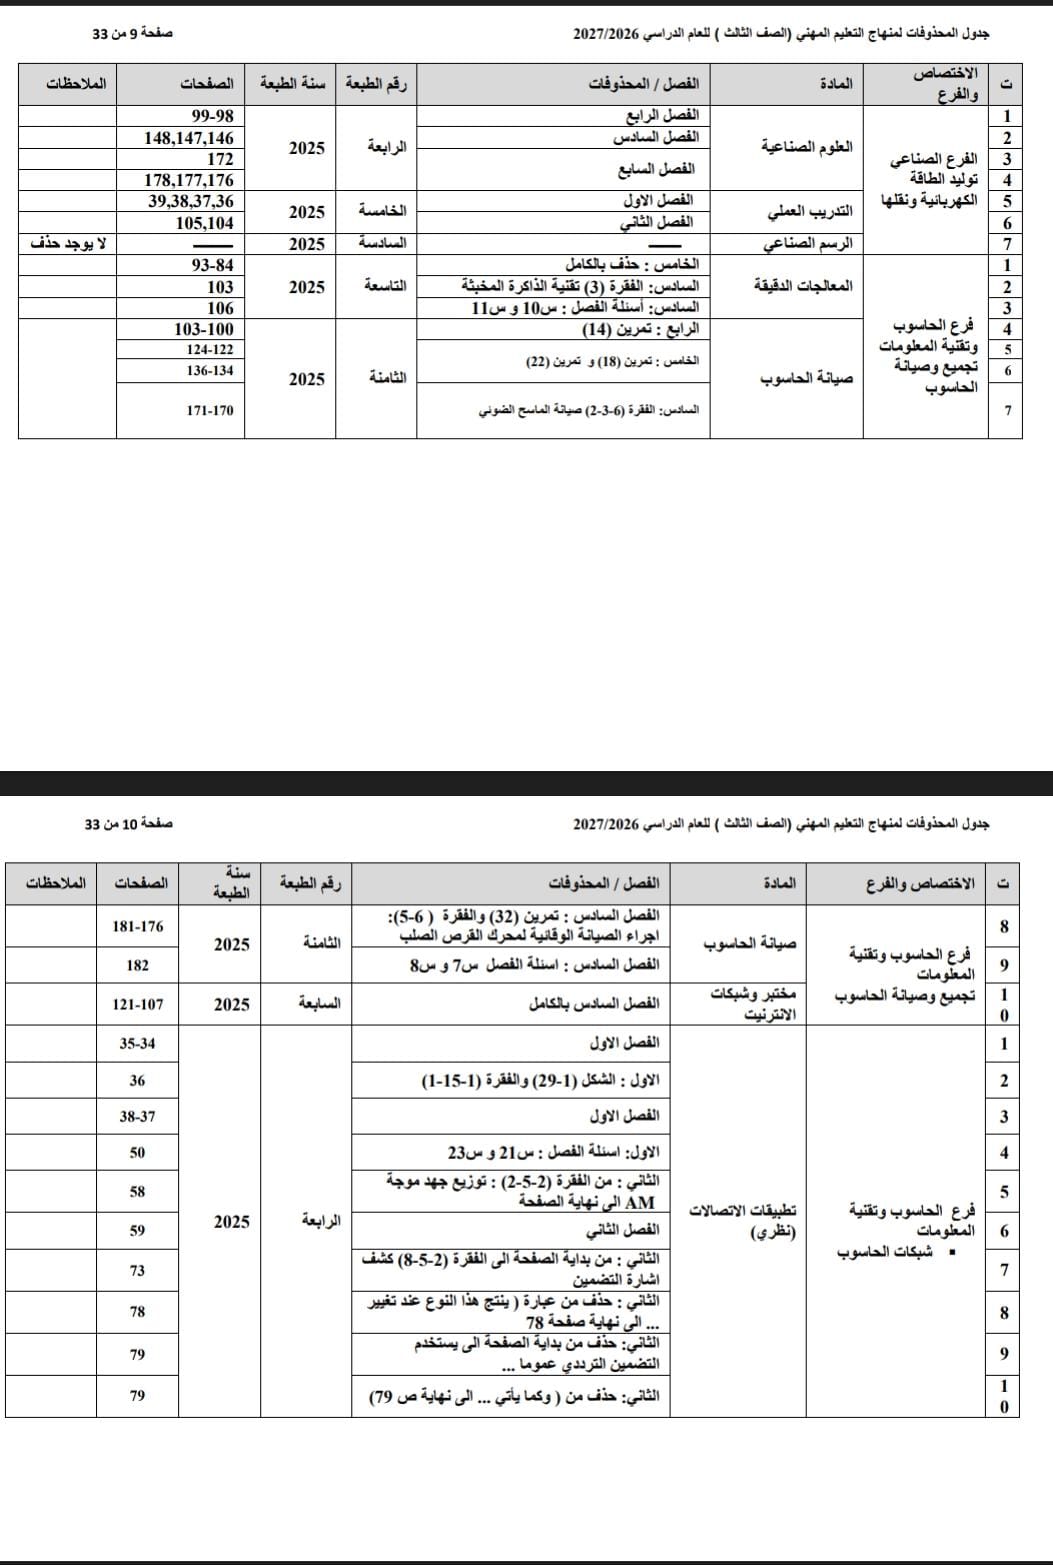 جدول المحذوفات لمنهاج التعليم المهني (الصف الثالث ) للعام الدراسي 2027/2026
صفحة 9 من 33
ت الاختصاص والفرع المادة الفصل / المحذوفات رقم الطبعة سنة الطبعة الصفحات الملاحظات
الفرع الصناعي
توليد الطاقة
الكهربائية ونقلها
العلوم الصناعية الرابعة 2025
1 الفصل الرابع 99-98
2 الفصل السادس 148,147,146
3 الفصل السابع 172
4 178,177,176
التدريب العملي الخامسة 2025
5 الفصل الاول 39,38,37,36
6 الفصل الثاني 105,104
7 الرسم الصناعي —— السادسة 2025 —— لا يوجد حذف
فرع الحاسوب
وتقنية المعلومات
تجميع وصيانة
الحاسوب
المعالجات الدقيقة التاسعة 2025
1 الخامس : حذف بالكامل 93-84
2 السادس: الفقرة (3) تقنية الذاكرة المخبئة 103
3 السادس: أسئلة الفصل : س10 و س11 106
صيانة الحاسوب الثامنة 2025
4 الرابع : تمرين (14) 103-100
5 الخامس : تمرين (18) و تمرين (22) 124-122
6 136-134
7 السادس: الفقرة (6-3-2) صيانة الماسح الضوئي 171-170
جدول المحذوفات لمنهاج التعليم المهني (الصف الثالث ) للعام الدراسي 2027/2026
صفحة 10 من 33
ت الاختصاص والفرع المادة الفصل / المحذوفات رقم الطبعة سنة الطبعة الصفحات الملاحظات
فرع الحاسوب وتقنية
المعلومات
تجميع وصيانة الحاسوب
صيانة الحاسوب الثامنة 2025
8 الفصل السادس : تمرين (32) والفقرة ( 6-5):
اجراء الصيانة الوقائية لمحرك القرص الصلب 181-176
9 الفصل السادس : اسئلة الفصل س7 و س8 182
10 مختبر وشبكات
الانترنيت الفصل السادس بالكامل السابعة 2025 121-107
فرع الحاسوب وتقنية
المعلومات
▪ شبكات الحاسوب
تطبيقات الاتصالات
(نظري) الرابعة 2025
1 الفصل الاول 35-34
2 الاول : الشكل (1-29) والفقرة (1-15-1) 36
3 الفصل الاول 38-37
4 الاول: اسئلة الفصل : س21 و س23 50
5 الثاني : من الفقرة (2-5-2) : توزيع جهد موجة
AM الى نهاية الصفحة 58
6 الفصل الثاني 59
7 الثاني : من بداية الصفحة الى الفقرة (2-5-8) كشف
اشارة التضمين 73
8 الثاني : حذف من عبارة ( ينتج هذا النوع عند تغيير
... الى نهاية صفحة 78 78
9 الثاني: حذف من بداية الصفحة الى يستخدم
التضمين الترددي عموما ... 79
10 الثاني: حذف من ( وكما يأتي ... الى نهاية ص 79) 79